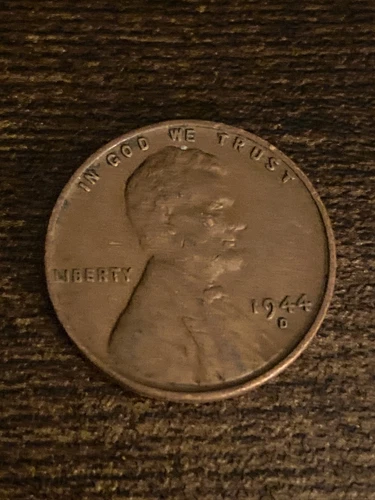 IN GOD WE TRUST
LIBERTY
1944
D